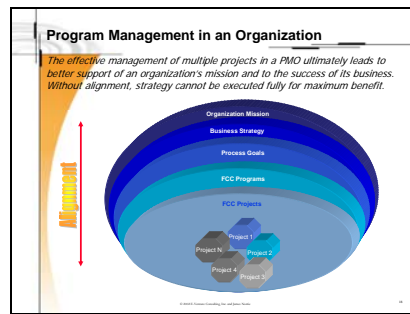 Program Management in an Organization
The effective management of multiple projects in a PMO ultimately leads to
better support of an organization's mission and to the success of its business.
Without alignment, strategy cannot be executed fully for maximum benefit.
Organization Mission
Business Strategy
Process Goals
FCC Programs
FCC Projects
Alignment
Project 1
Project N
Project 2
Project 4
Project 3